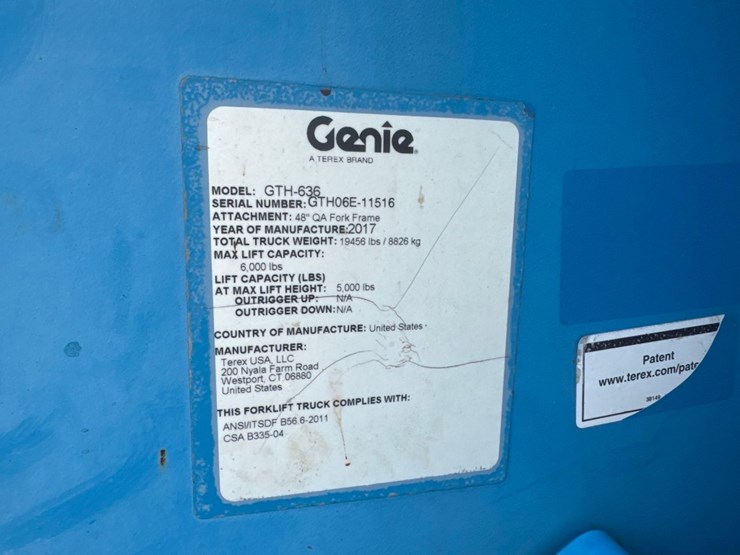 Genie
A TEREX BRAND
MODEL: GTH-636
SERIAL NUMBER: GTH06E-11516
ATTACHMENT: 48" QA Fork Frame
YEAR OF MANUFACTURE: 2017
TOTAL TRUCK WEIGHT: 19456 lbs / 8826 kg
MAX LIFT CAPACITY:
6,000 lbs
LIFT CAPACITY (LBS)
AT MAX LIFT HEIGHT: 5,000 lbs
OUTRIGGER UP: N/A
OUTRIGGER DOWN: N/A
COUNTRY OF MANUFACTURE: United States
MANUFACTURER:
Terex USA, LLC
200 Nyala Farm Road
Westport, CT 06880
United States
THIS FORKLIFT TRUCK COMPLIES WITH:
ANSI/ITSDF B56.6-2011
CSA B335-04
Patent
www.terex.com/pate